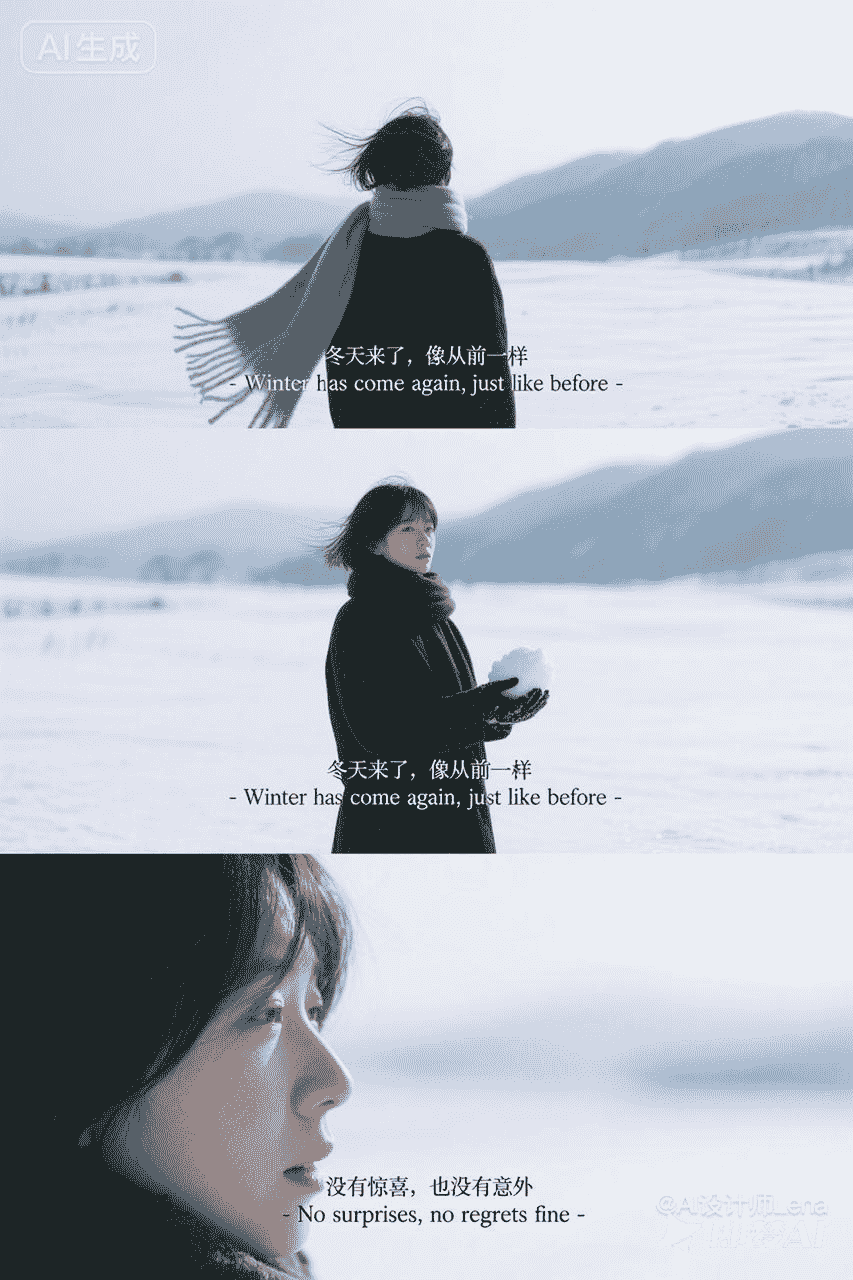 AI生成
冬天来了，像从前一样
- Winter has come again, just like before -
冬天来了，像从前一样
- Winter has come again, just like before -
没有惊喜，也没有意外
- No surprises, no regrets fine -
@AI设计师_ena